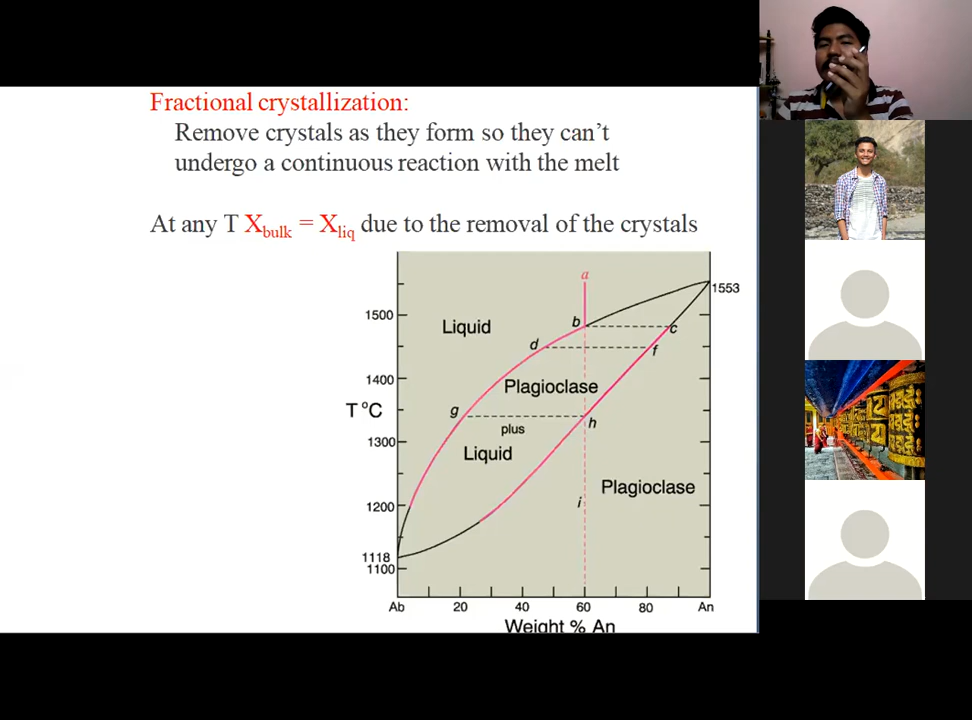 Fractional crystallization:
Remove crystals as they form so they can't
undergo a continuous reaction with the melt
At any T Xbulk = Xliq due to the removal of the crystals
a
1553
1500
Liquid
b
c
d
f
1400
Plagioclase
T °C
g
h
plus
1300
Liquid
Plagioclase
1200
i
1118
1100
Ab 20 40 60 80 An
Weight % An